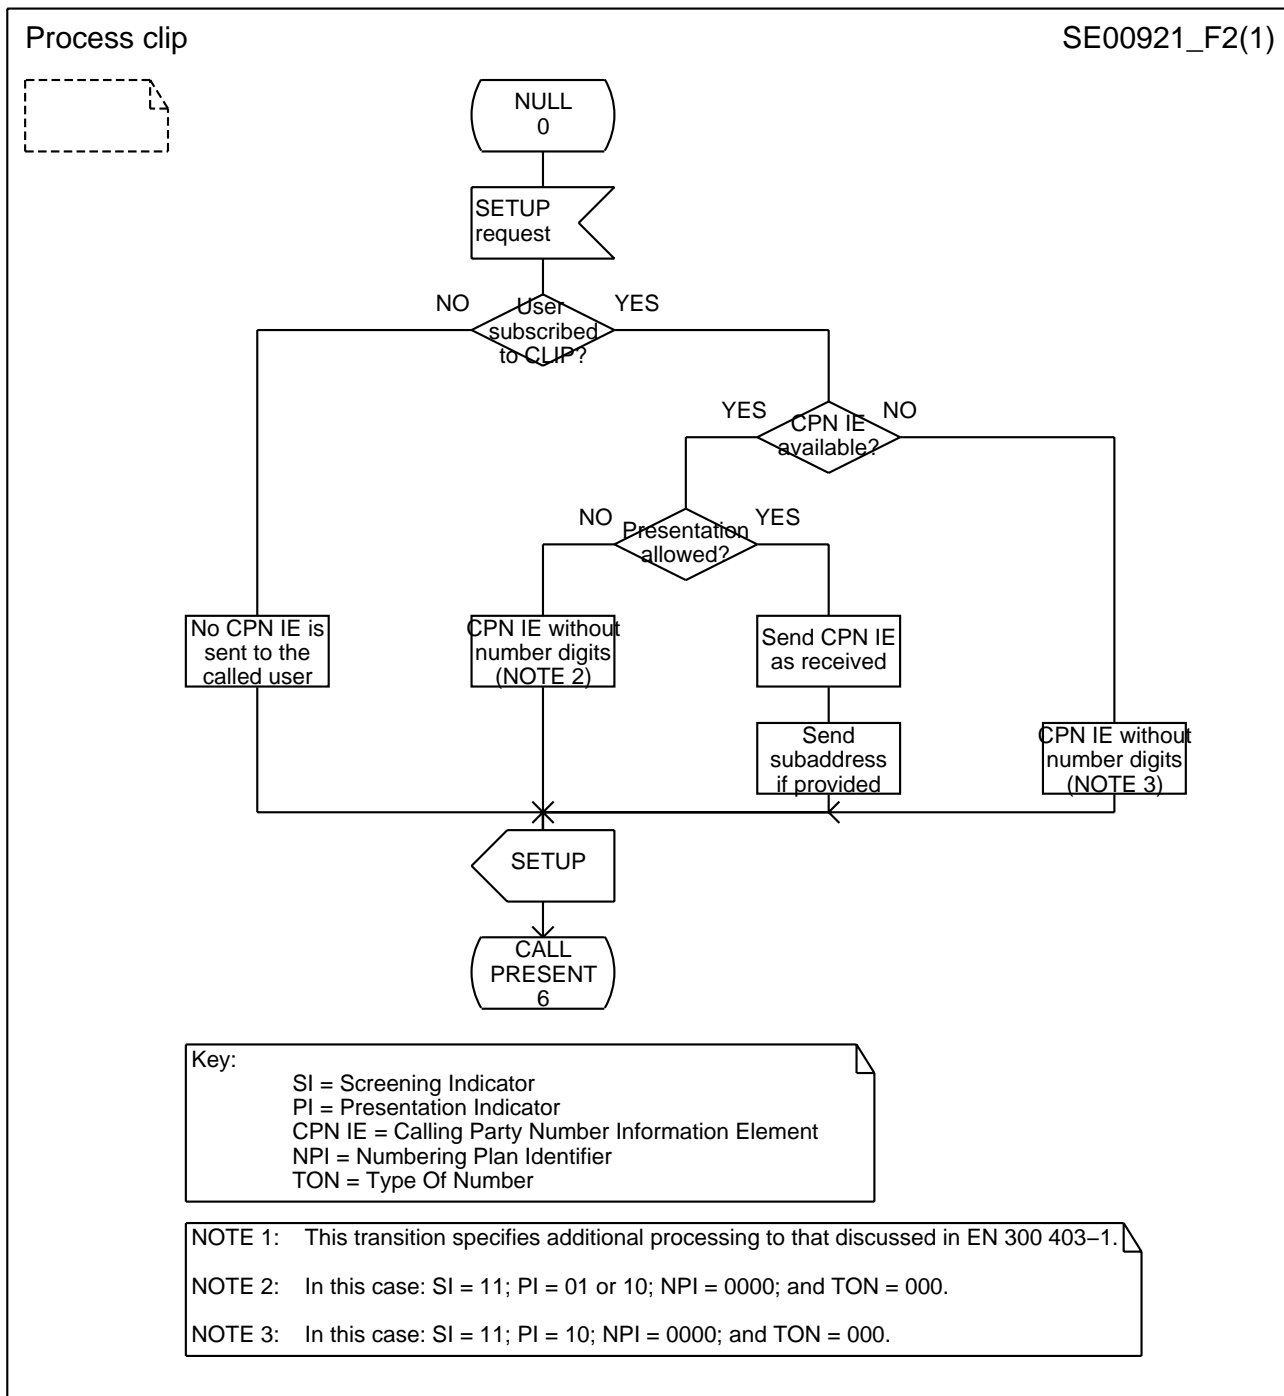 Process clip
SE00921_F2(1)
NULL
0
SETUP
request
NO
YES
User
subscribed
to CLIP?
YES
NO
CPN IE
available?
NO
YES
Presentation
allowed?
No CPN IE is
sent to the
called user
CPN IE without
number digits
(NOTE 2)
Send CPN IE
as received
Send
subaddress
if provided
CPN IE without
number digits
(NOTE 3)
SETUP
CALL
PRESENT
6
Key:
SI = Screening Indicator
PI = Presentation Indicator
CPN IE = Calling Party Number Information Element
NPI = Numbering Plan Identifier
TON = Type Of Number
NOTE 1: This transition specifies additional processing to that discussed in EN 300 403–1.
NOTE 2: In this case: SI = 11; PI = 01 or 10; NPI = 0000; and TON = 000.
NOTE 3: In this case: SI = 11; PI = 10; NPI = 0000; and TON = 000.